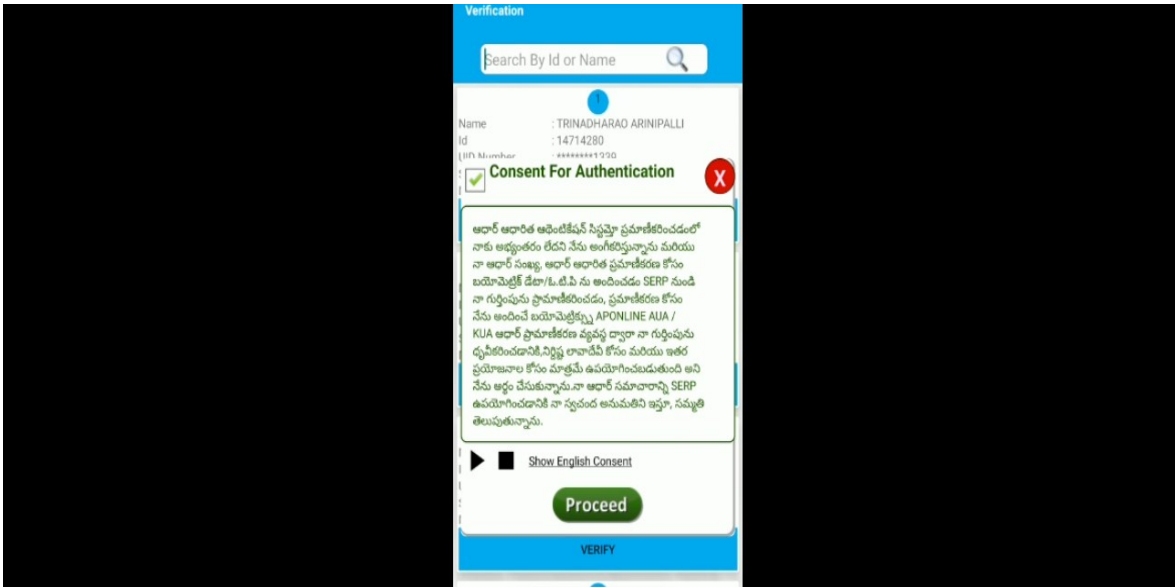 Verification
Search By Id or Name
1
Name : TRINADHARAO ARINIPALLI
Id : 14714280
UID Number : ********1339
Consent For Authentication
X
ఆధార్ ఆధారిత ఆథెంటికేషన్ సిస్టమ్తో ప్రమాణీకరించడంలో
నాకు అభ్యంతరం లేదని నేను అంగీకరిస్తున్నాను మరియు
నా ఆధార్ సంఖ్య, ఆధార్ ఆధారిత ప్రమాణీకరణ కోసం
బయోమెట్రిక్ డేటా/ఓ.టి.పి ను అందించడం SERP నుండి
నా గుర్తింపును ప్రామాణీకరించడం, ప్రమాణీకరణ కోసం
నేను అందించే బయోమెట్రిక్స్ను APONLINE AUA /
KUA ఆధార్ ప్రామాణీకరణ వ్యవస్థ ద్వారా నా గుర్తింపును
ధృవీకరించడానికి,నిర్దిష్ట లావాదేవీ కోసం మరియు ఇతర
ప్రయోజనాల కోసం మాత్రమే ఉపయోగించబడుతుంది అని
నేను అర్థం చేసుకున్నాను.నా ఆధార్ సమాచారాన్ని SERP
ఉపయోగించడానికి నా స్వచంద అనుమతిని ఇస్తూ, సమ్మతి
తెలుపుతున్నాను.
Show English Consent
Proceed
VERIFY